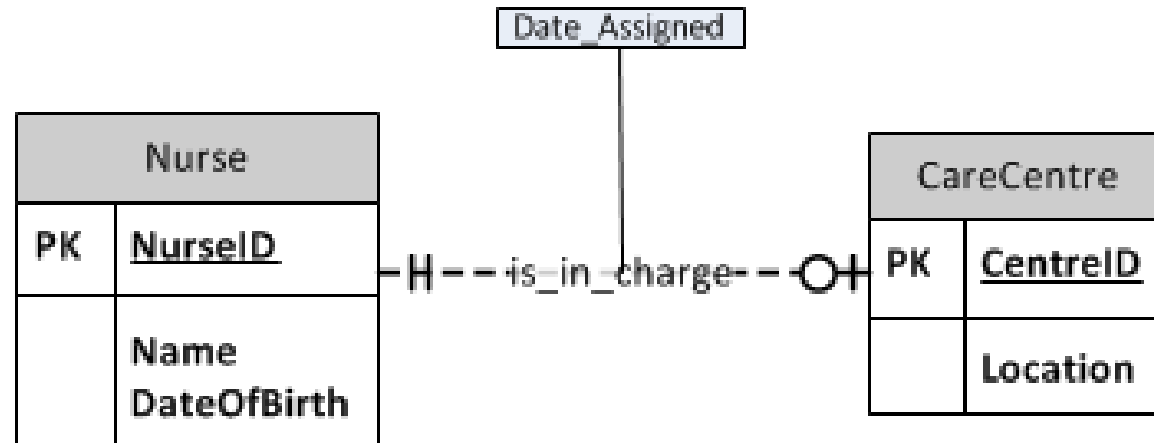 Date_Assigned
Nurse
PK NurseID
Name
DateOfBirth
is_in_charge
CareCentre
PK CentreID
Location